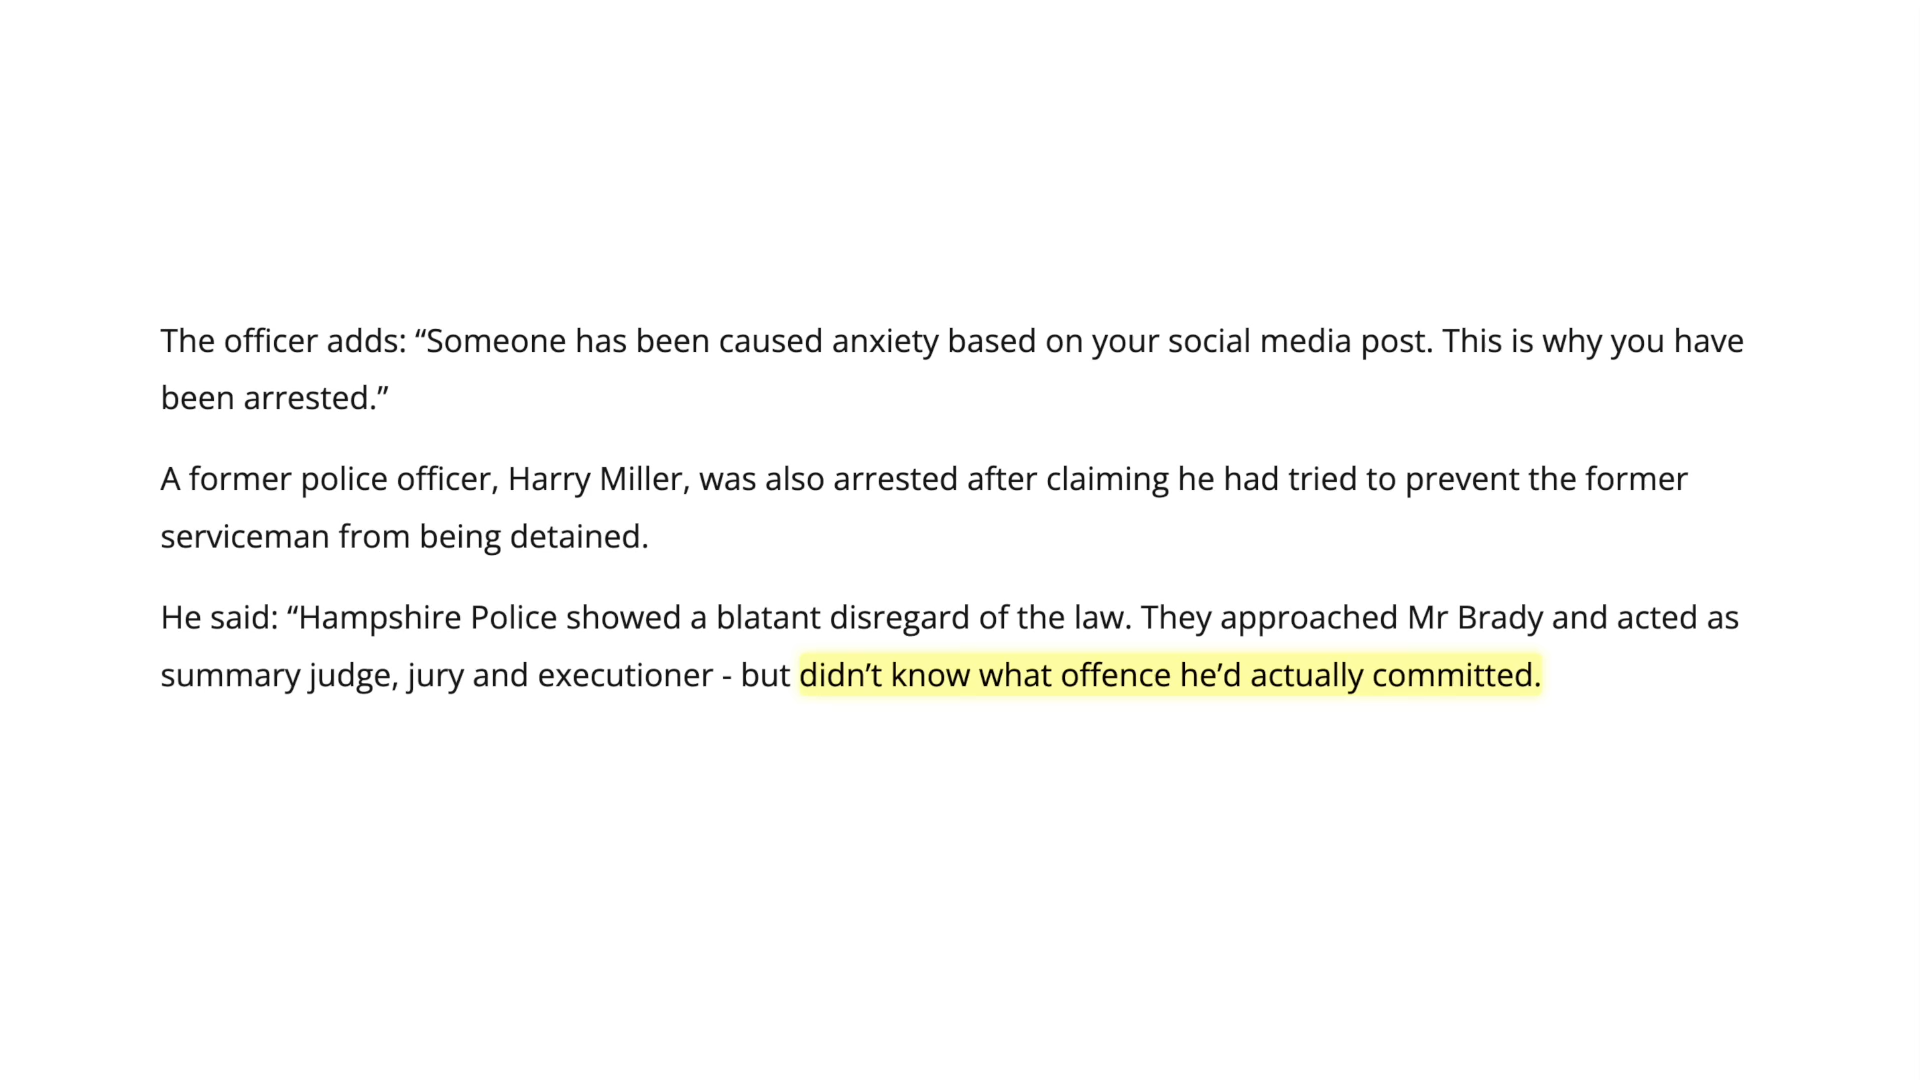 The officer adds: “Someone has been caused anxiety based on your social media post. This is why you have
been arrested.”
A former police officer, Harry Miller, was also arrested after claiming he had tried to prevent the former
serviceman from being detained.
He said: “Hampshire Police showed a blatant disregard of the law. They approached Mr Brady and acted as
summary judge, jury and executioner - but didn’t know what offence he’d actually committed.